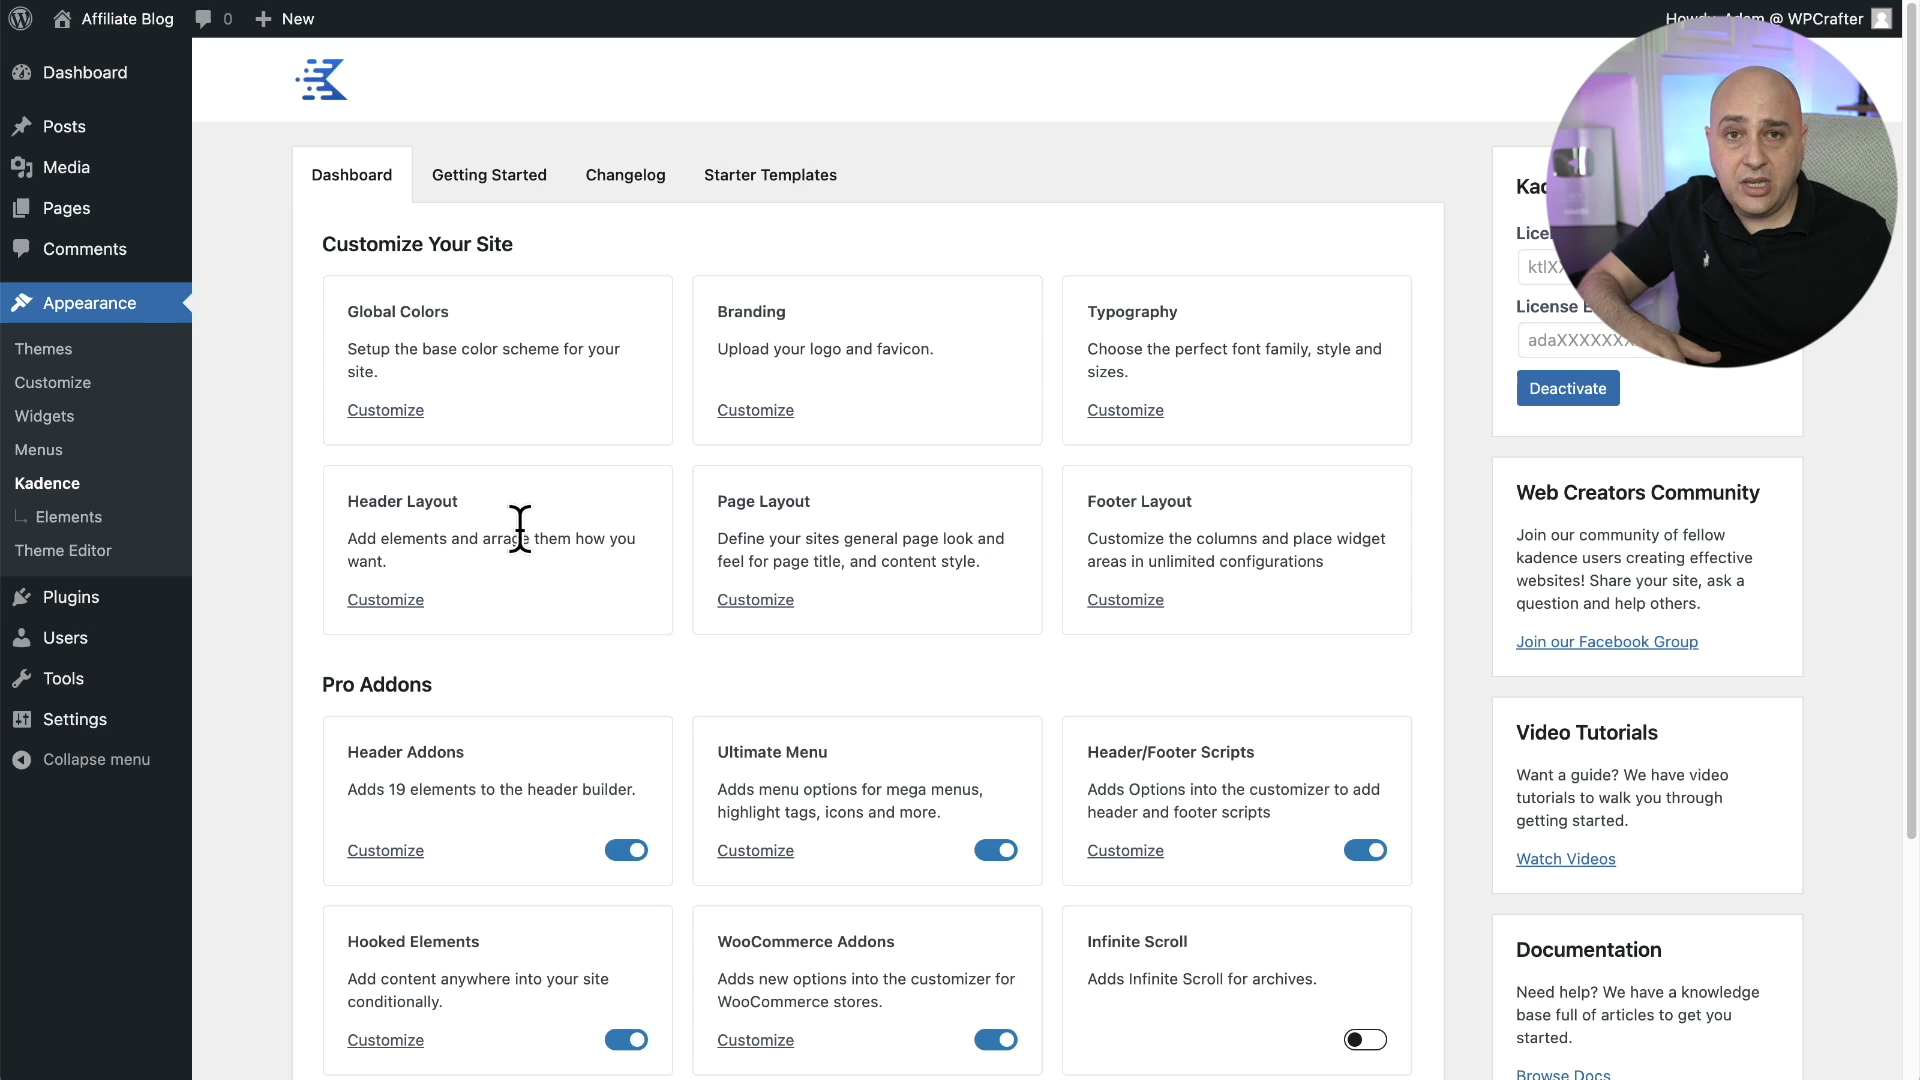 Affiliate Blog
0
New
@ WPCrafter
Dashboard
Posts
Media
Pages
Comments
Appearance
Themes
Customize
Widgets
Menus
Kadence
Elements
Theme Editor
Plugins
Users
Tools
Settings
Collapse menu
Dashboard
Getting Started
Changelog
Starter Templates
Customize Your Site
Global Colors
Setup the base color scheme for your
site.
Customize
Branding
Upload your logo and favicon.
Customize
Typography
Choose the perfect font family, style and
sizes.
Customize
Header Layout
Add elements and arrage them how you
want.
Customize
Page Layout
Define your sites general page look and
feel for page title, and content style.
Customize
Footer Layout
Customize the columns and place widget
areas in unlimited configurations
Customize
Pro Addons
Header Addons
Adds 19 elements to the header builder.
Customize
Ultimate Menu
Adds menu options for mega menus,
highlight tags, icons and more.
Customize
Header/Footer Scripts
Adds Options into the customizer to add
header and footer scripts
Customize
Hooked Elements
Add content anywhere into your site
conditionally.
Customize
WooCommerce Addons
Adds new options into the customizer for
WooCommerce stores.
Customize
Infinite Scroll
Adds Infinite Scroll for archives.
License
adaXXXXXXX
Deactivate
Web Creators Community
Join our community of fellow
kadence users creating effective
websites! Share your site, ask a
question and help others.
Join our Facebook Group
Video Tutorials
Want a guide? We have video
tutorials to walk you through
getting started.
Watch Videos
Documentation
Need help? We have a knowledge
base full of articles to get you
started.
Browse Docs